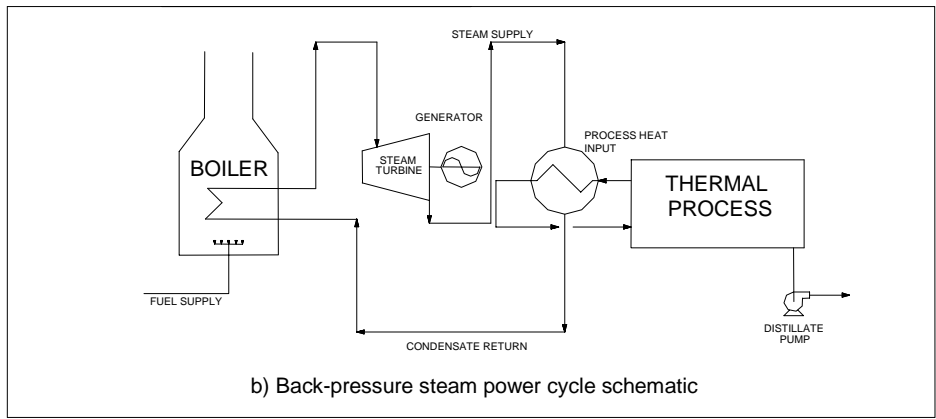 STEAM SUPPLY
GENERATOR
PROCESS HEAT
INPUT
BOILER
STEAM
TURBINE
THERMAL
PROCESS
FUEL SUPPLY
DISTILLATE
PUMP
CONDENSATE RETURN
b) Back-pressure steam power cycle schematic